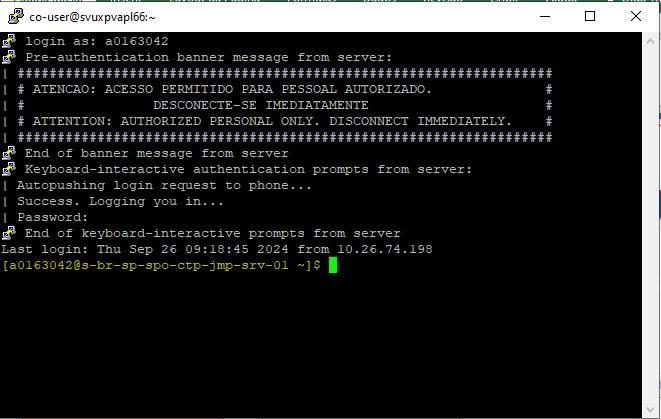 co-user@svuxpvapl66:~
login as: a0163042
Pre-authentication banner message from server:
| ##################################################################
| # ATENCAO: ACESSO PERMITIDO PARA PESSOAL AUTORIZADO.              #
| #                DESCONECTE-SE IMEDIATAMENTE                      #
| # ATTENTION: AUTHORIZED PERSONAL ONLY. DISCONNECT IMMEDIATELY.    #
| ##################################################################
End of banner message from server
Keyboard-interactive authentication prompts from server:
| Autopushing login request to phone...
| Success. Logging you in...
| Password:
End of keyboard-interactive prompts from server
Last login: Thu Sep 26 09:18:45 2024 from 10.26.74.198
[a0163042@s-br-sp-spo-ctp-jmp-srv-01 ~]$